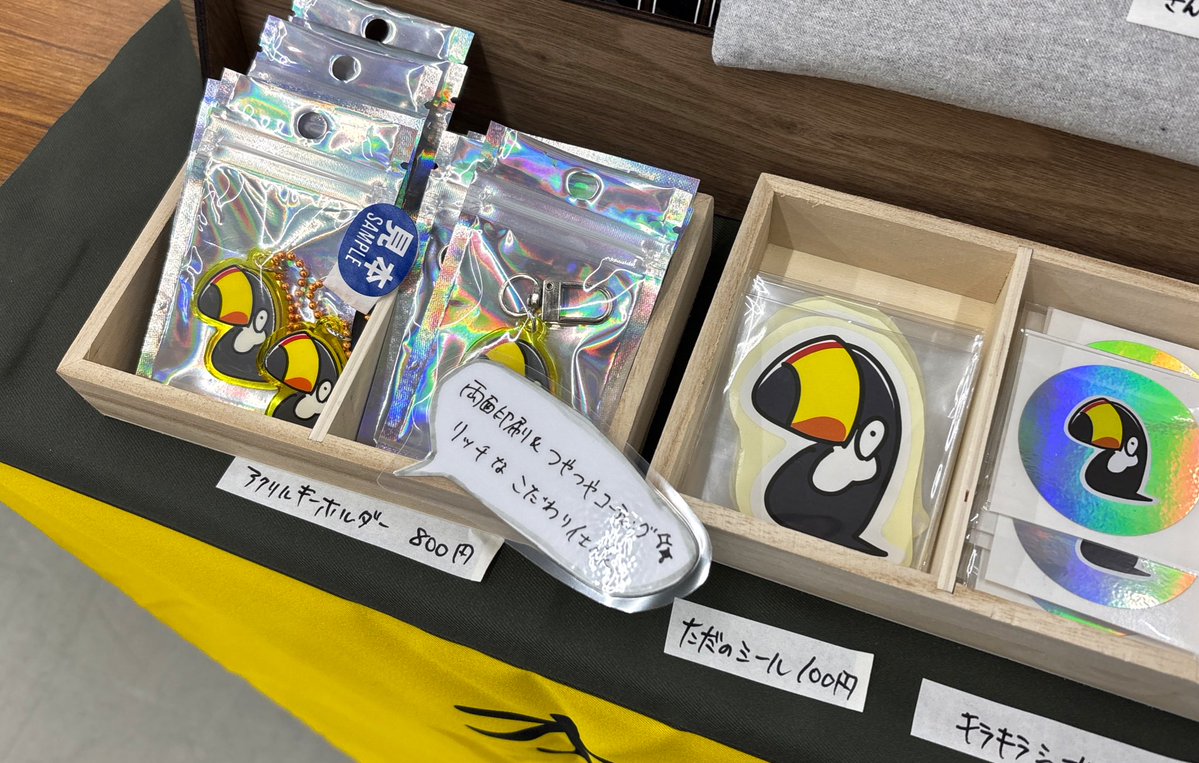 見本
SAMPLE
両面印刷&つやつやコーティング
リッチなこだわり仕
アクリルキーホルダー 800円
ただのシール 100円
キラキラシ